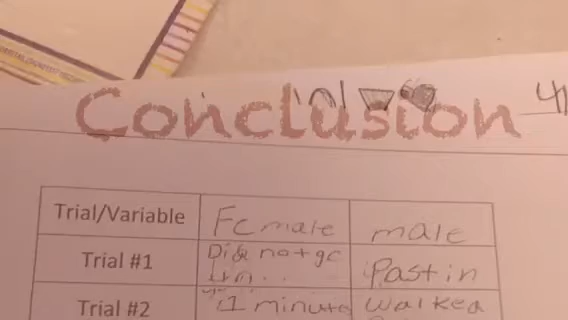 Conclusion
Trial/Variable Female male
Trial #1 Did not go Past in
Trial #2 1 minute walked